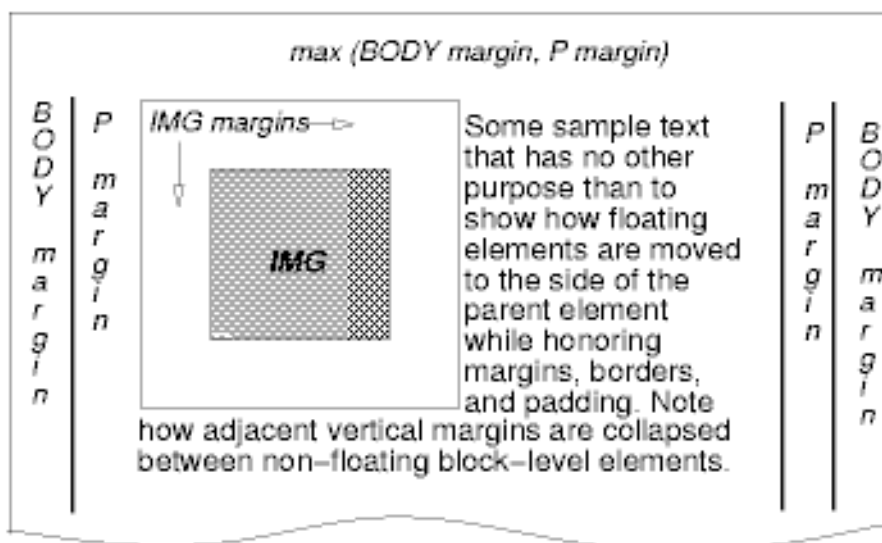 max (BODY margin, P margin)
BODY margin
P margin
IMG margins
IMG
Some sample text
that has no other
purpose than to
show how floating
elements are moved
to the side of the
parent element
while honoring
margins, borders,
and padding. Note
how adjacent vertical margins are collapsed
between non–floating block–level elements.
P margin
BODY margin